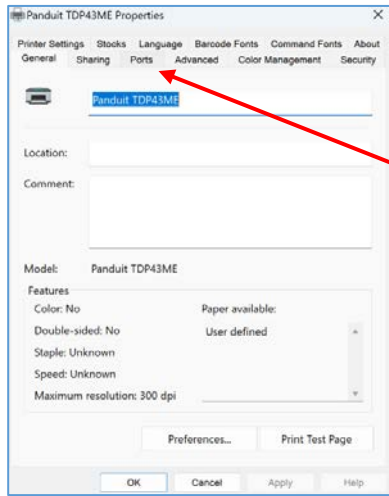 Panduit TDP43ME Properties
Printer Settings Stocks Language Barcode Fonts Command Fonts About
General Sharing Ports Advanced Color Management Security
Panduit TDP43ME
Location:
Comment:
Model: Panduit TDP43ME
Features
Color: No Paper available:
Double-sided: No User defined
Staple: Unknown
Speed: Unknown
Maximum resolution: 300 dpi
Preferences... Print Test Page
OK Cancel Apply Help